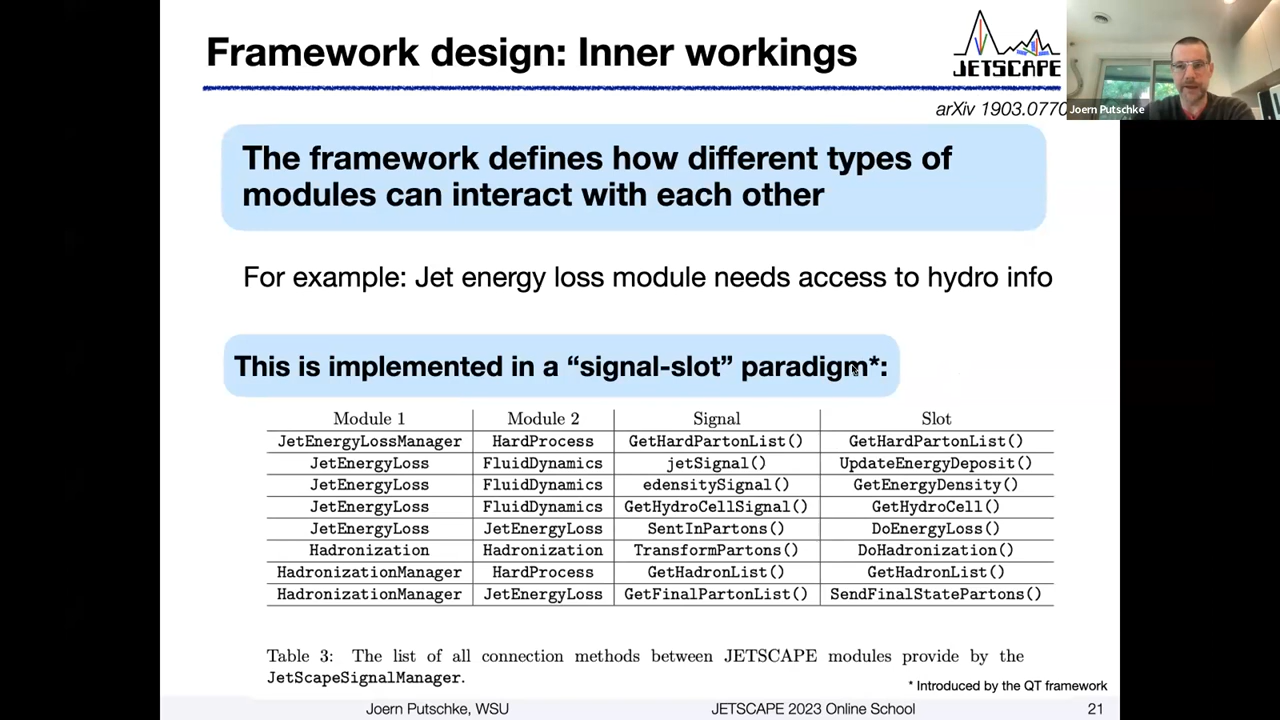 Framework design: Inner workings
JETSCAPE
arXiv 1903.0770
Joern Putschke
The framework defines how different types of
modules can interact with each other
For example: Jet energy loss module needs access to hydro info
This is implemented in a “signal-slot” paradigm*:
Module 1 Module 2 Signal Slot
JetEnergyLossManager HardProcess GetHardPartonList() GetHardPartonList()
JetEnergyLoss FluidDynamics jetSignal() UpdateEnergyDeposit()
JetEnergyLoss FluidDynamics edensitySignal() GetEnergyDensity()
JetEnergyLoss FluidDynamics GetHydroCellSignal() GetHydroCell()
JetEnergyLoss JetEnergyLoss SentInPartons() DoEnergyLoss()
Hadronization Hadronization TransformPartons() DoHadronization()
HadronizationManager HardProcess GetHadronList() GetHadronList()
HadronizationManager JetEnergyLoss GetFinalPartonList() SendFinalStatePartons()
Table 3: The list of all connection methods between JETSCAPE modules provide by the
JetScapeSignalManager.
* Introduced by the QT framework
Joern Putschke, WSU JETSCAPE 2023 Online School 21